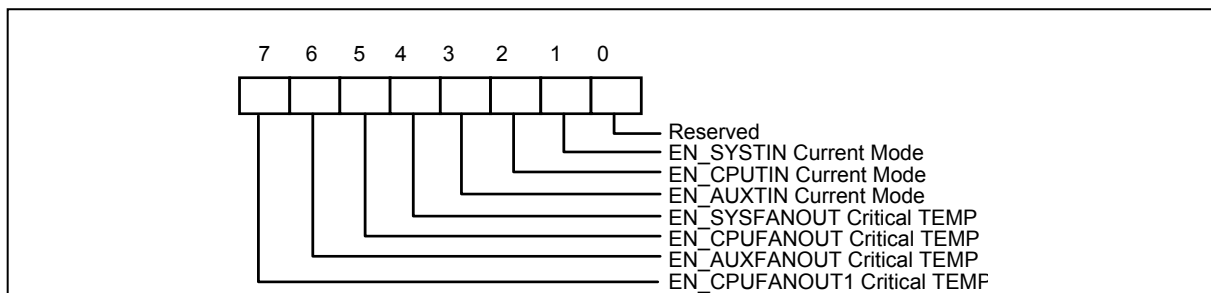 7 6 5 4 3 2 1 0
Reserved
EN_SYSTIN Current Mode
EN_CPUTIN Current Mode
EN_AUXTIN Current Mode
EN_SYSFANOUT Critical TEMP
EN_CPUFANOUT Critical TEMP
EN_AUXFANOUT Critical TEMP
EN_CPUFANOUT1 Critical TEMP